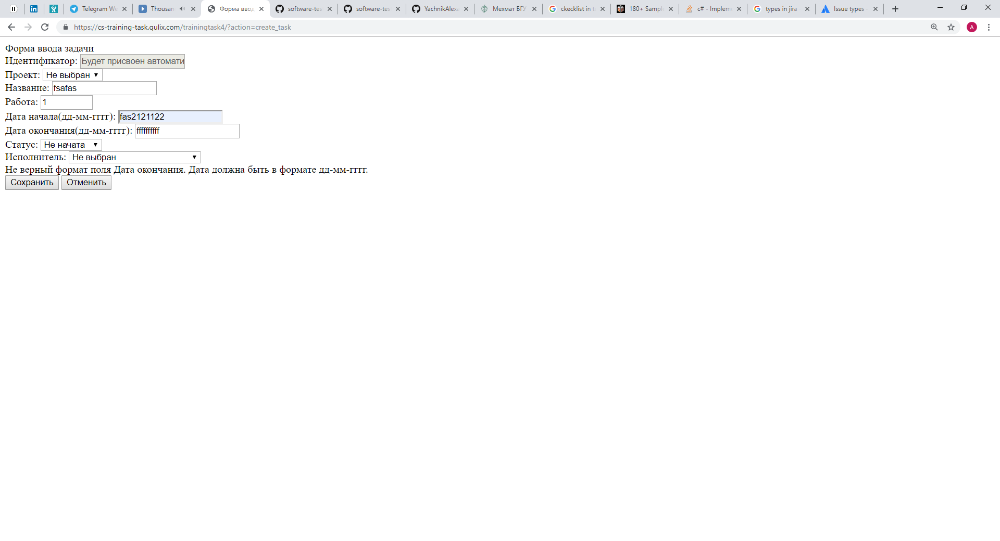 Telegram We
Thousan
Форма ввод
software-tes
software-tes
YachnikAlexa
Мехмат БГУ
ckecklist in t
180+ Sampl
c# - Implem
types in jira
Issue types -
https://cs-training-task.qulix.com/trainingtask4/?action=create_task
A
Форма ввода задачи
Идентификатор: Будет присвоен автомати
Проект: Не выбран
Название: fsafas
Работа: 1
Дата начала(дд-мм-гггг): fas2121122
Дата окончания(дд-мм-гггг): ffffffffff
Статус: Не начата
Исполнитель: Не выбран
Не верный формат поля Дата окончания. Дата должна быть в формате дд-мм-гггг.
Сохранить Отменить